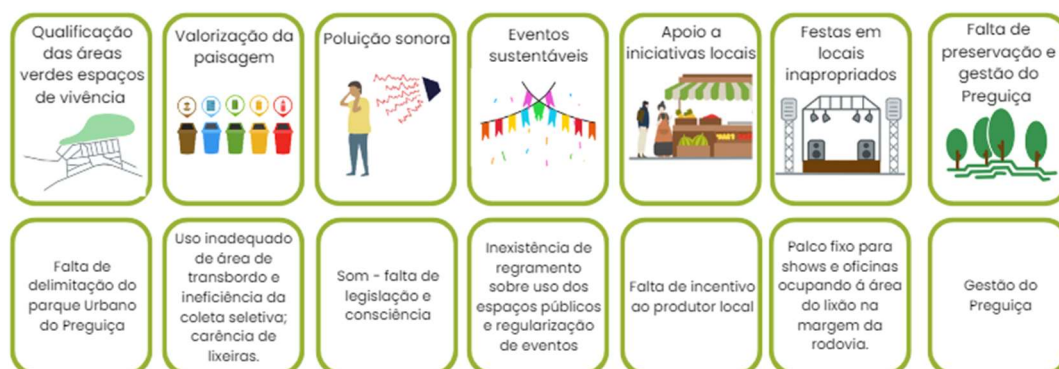 Qualificação
das áreas
verdes espaços
de vivência
Valorização da
paisagem
Poluição sonora
Eventos
sustentáveis
Apoio a
iniciativas locais
Festas em
locais
inapropriados
Falta de
preservação e
gestão do
Preguiça
Falta de
delimitação do
parque Urbano
do Preguiça
Uso inadequado
de área de
transbordo e
ineficiência da
coleta seletiva;
carência de
lixeiras.
Som - falta de
legislação e
consciência
Inexistência de
regramento
sobre uso dos
espaços públicos
e regularização
de eventos
Falta de incentivo
ao produtor local
Palco fixo para
shows e oficinas
ocupando á área
do lixão na
margem da
rodovia.
Gestão do
Preguiça